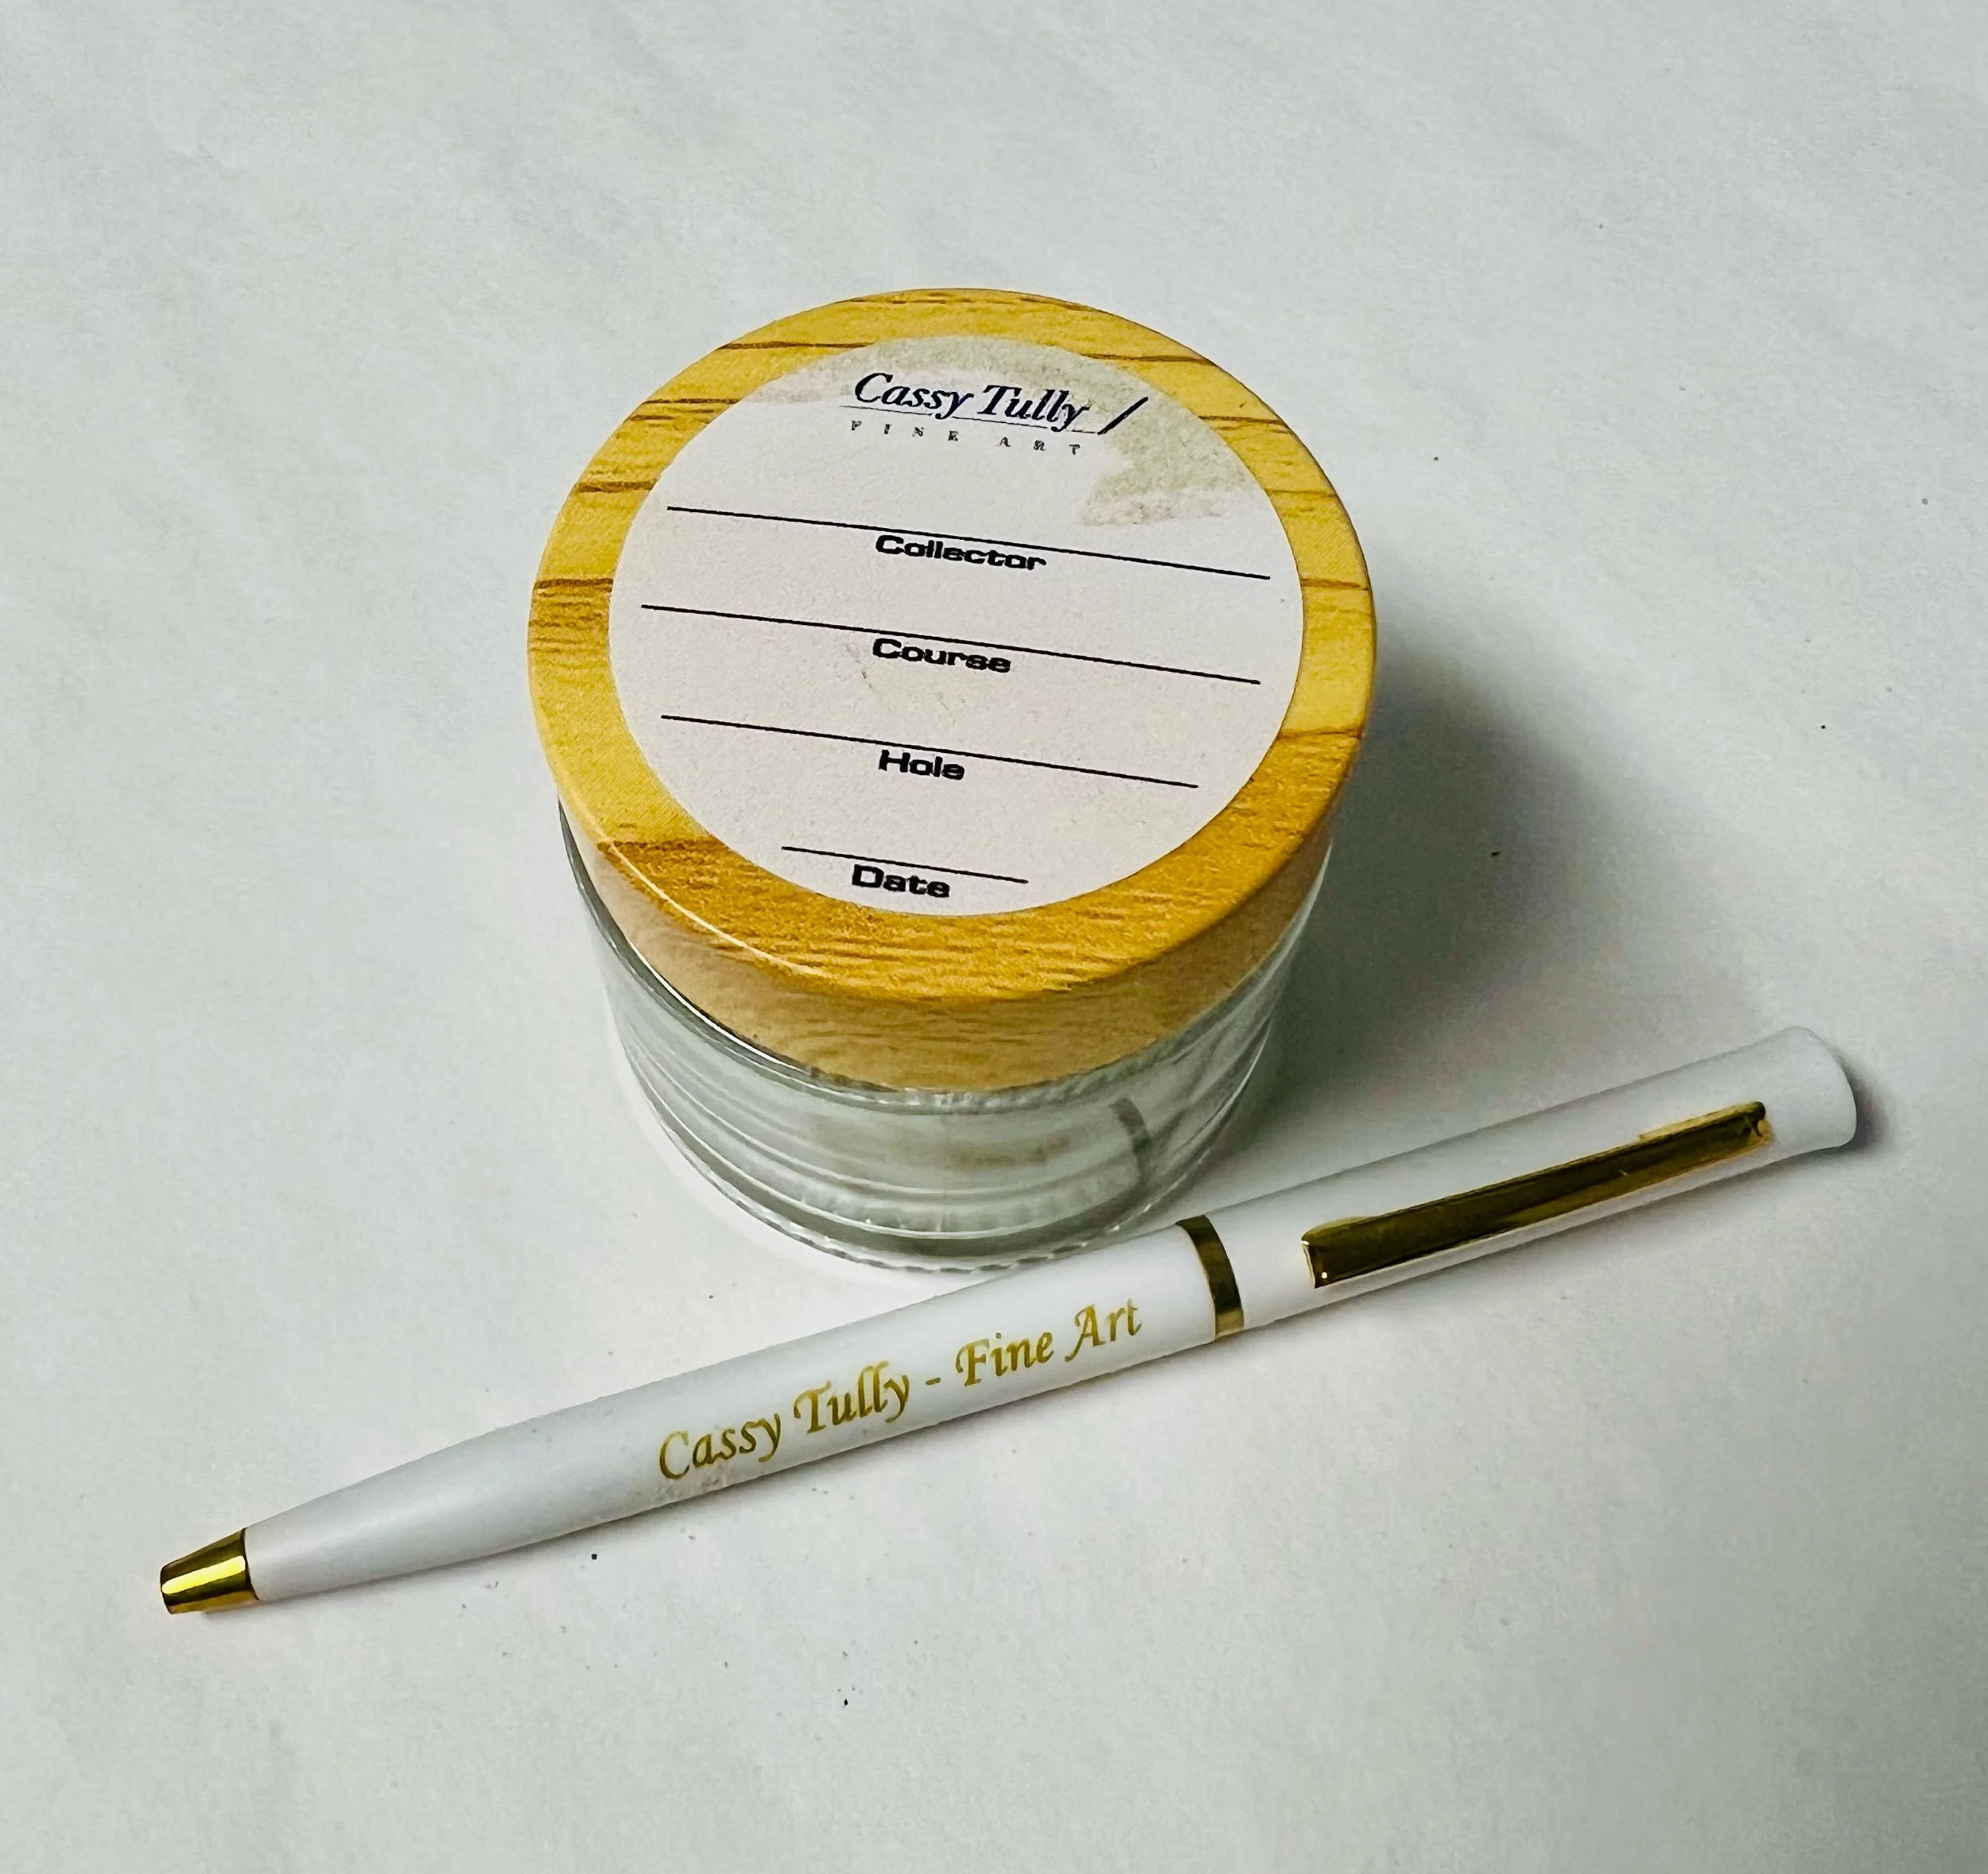 Cassy Tully /
FINE ART
Collector
Course
Hole
Date
Cassy Tully - Fine Art